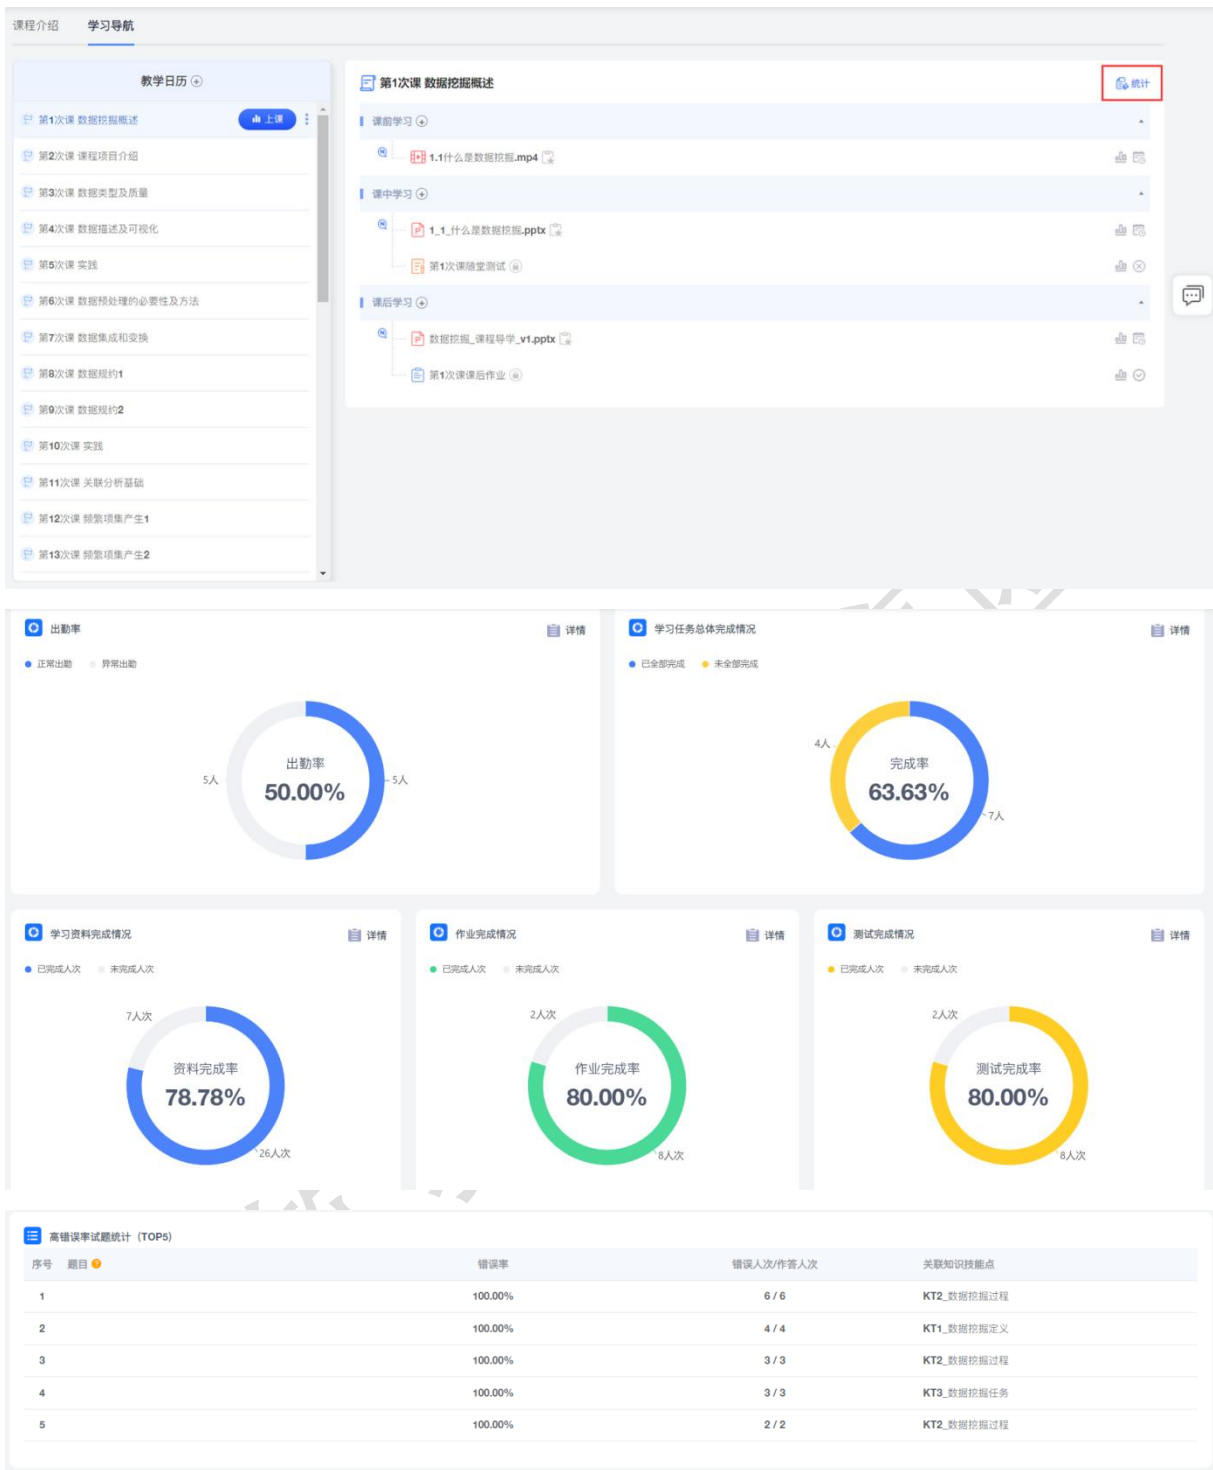 课程介绍 学习导航
教学日历
第1次课 数据挖掘概述 上课
第2次课 课程项目介绍
第3次课 数据类型及质量
第4次课 数据描述及可视化
第5次课 实践
第6次课 数据预处理的必要性及方法
第7次课 数据集成和变换
第8次课 数据规约1
第9次课 数据规约2
第10次课 实践
第11次课 关联分析基础
第12次课 频繁项集产生1
第13次课 频繁项集产生2
第1次课 数据挖掘概述 统计
课前学习
1.1什么是数据挖掘.mp4
课中学习
1_1_什么是数据挖掘.pptx
第1次课随堂测试
课后学习
数据挖掘_课程导学_v1.pptx
第1次课课后作业
出勤率 详情
正常出勤 异常出勤
5人
出勤率
50.00%
5人
学习任务总体完成情况 详情
已全部完成 未全部完成
4人
完成率
63.63%
7人
学习资料完成情况 详情
已完成人次 未完成人次
7人次
资料完成率
78.78%
26人次
作业完成情况 详情
已完成人次 未完成人次
2人次
作业完成率
80.00%
8人次
测试完成情况 详情
已完成人次 未完成人次
2人次
测试完成率
80.00%
8人次
高错误率试题统计（TOP5）
序号 题目 错误率 错误人次/作答人次 关联知识技能点
1 100.00% 6 / 6 KT2_数据挖掘过程
2 100.00% 4 / 4 KT1_数据挖掘定义
3 100.00% 3 / 3 KT2_数据挖掘过程
4 100.00% 3 / 3 KT3_数据挖掘任务
5 100.00% 2 / 2 KT2_数据挖掘过程